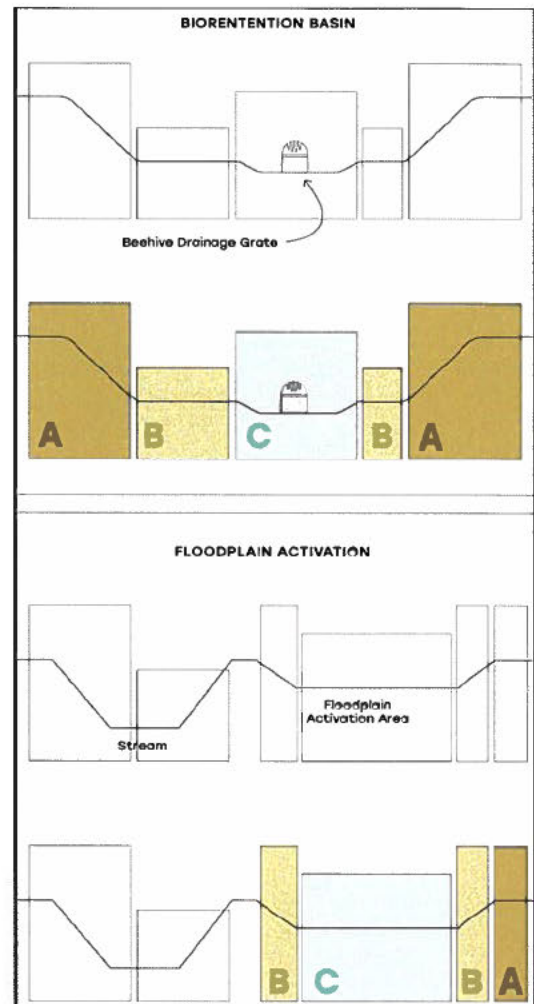 BIORENTENTION BASIN
Beehive Drainage Grate
A B C B A
FLOODPLAIN ACTIVATION
Stream
Floodplain
Activation Area
B C B A